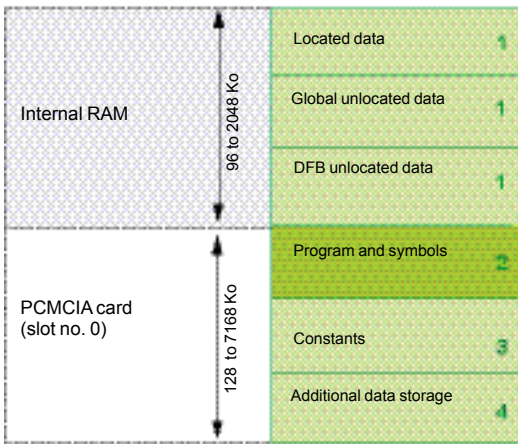 Located data
1
Global unlocated data
1
Internal RAM
96 to 2048 Ko
DFB unlocated data
1
Program and symbols
2
PCMCIA card
(slot no. 0)
128 to 7168 Ko
Constants
3
Additional data storage
4